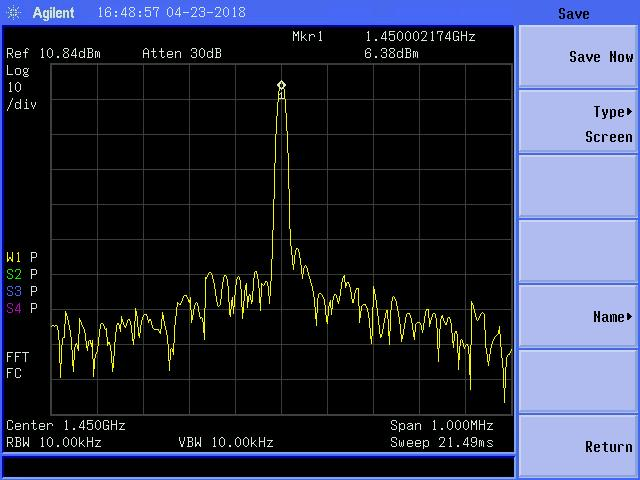 Agilent 16:48:57 04-23-2018 Save
Mkr1 1.450002174GHz
Ref 10.84dBm Atten 30dB 6.38dBm
Log
10
/div
W1 P
S2 P
S3 P
S4 P
FFT
FC
Center 1.450GHz Span 1.000MHz
RBW 10.00kHz VBW 10.00kHz Sweep 21.49ms
Save Now
Type
Screen
Name
Return